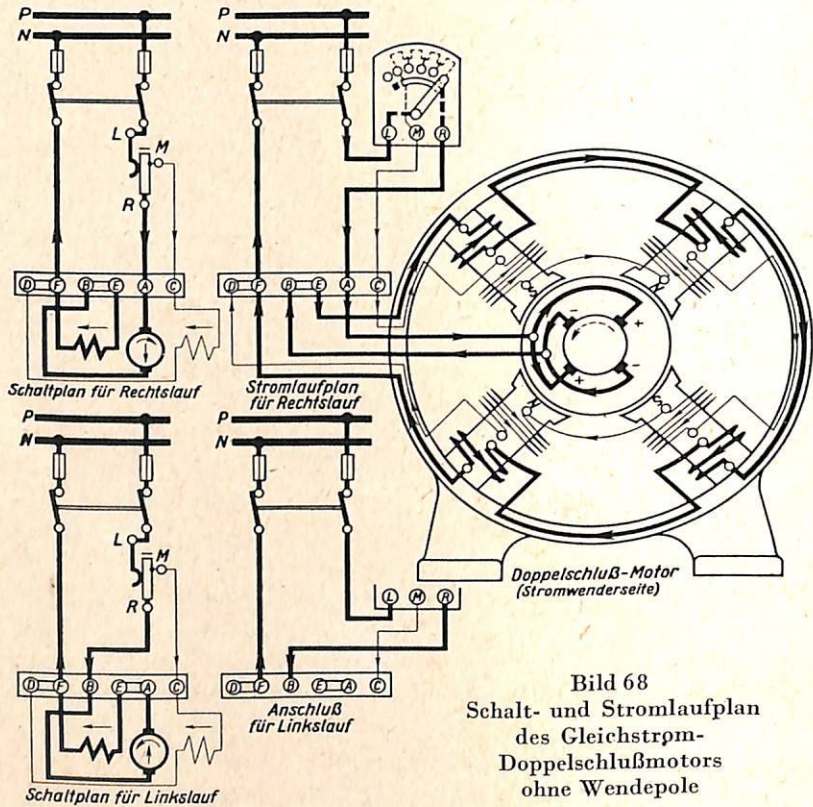 P
N
L
M
R
D F B E A C
Schaltplan für Rechtslauf
P
N
L M R
D F B E A C
Stromlaufplan
für Rechtslauf
N
S
N
S
-
+
+
-
Doppelschluß-Motor
(Stromwenderseite)
P
N
L
M
R
D F B E A C
Schaltplan für Linkslauf
P
N
L M R
D F B E A C
Anschluß
für Linkslauf
Bild 68
Schalt- und Stromlaufplan
des Gleichstrom-
Doppelschlußmotors
ohne Wendepole